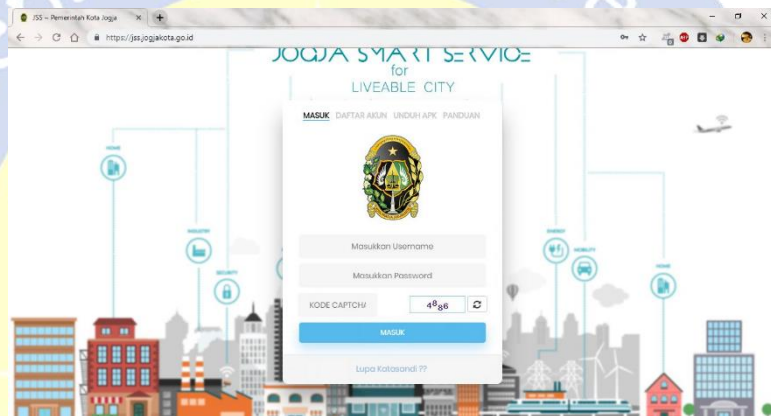 JSS – Pemerintah Kota Jogja
https://jss.jogjakota.go.id
JOGJA SMART SERVICE
for
LIVEABLE CITY
MASUK DAFTAR AKUN UNDUH APK PANDUAN
HOME
INDUSTRY
SECURITY
ENERGY
MOBILITY
HOME
Masukkan Username
Masukkan Password
KODE CAPTCHA
4886
MASUK
Lupa Katasandi ??